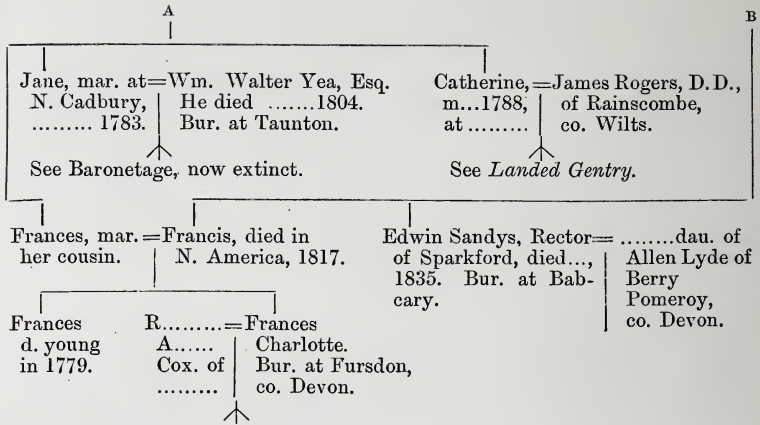 A
B
Jane, mar. at=Wm. Walter Yea, Esq.
N. Cadbury, He died .......1804.
......... 1783. Bur. at Taunton.
See Baronetage, now extinct.
Catherine,=James Rogers, D.D.,
m...1788, of Rainscombe,
at ......... co. Wilts.
See Landed Gentry.
Frances, mar.=Francis, died in
her cousin. N. America, 1817.
Edwin Sandys, Rector= ........dau. of
of Sparkford, died..., Allen Lyde of
1835. Bur. at Bab- Berry
cary. Pomeroy,
co. Devon.
Frances
d. young
in 1779.
R.........=Frances
A...... Charlotte.
Cox. of Bur. at Fursdon,
......... co. Devon.